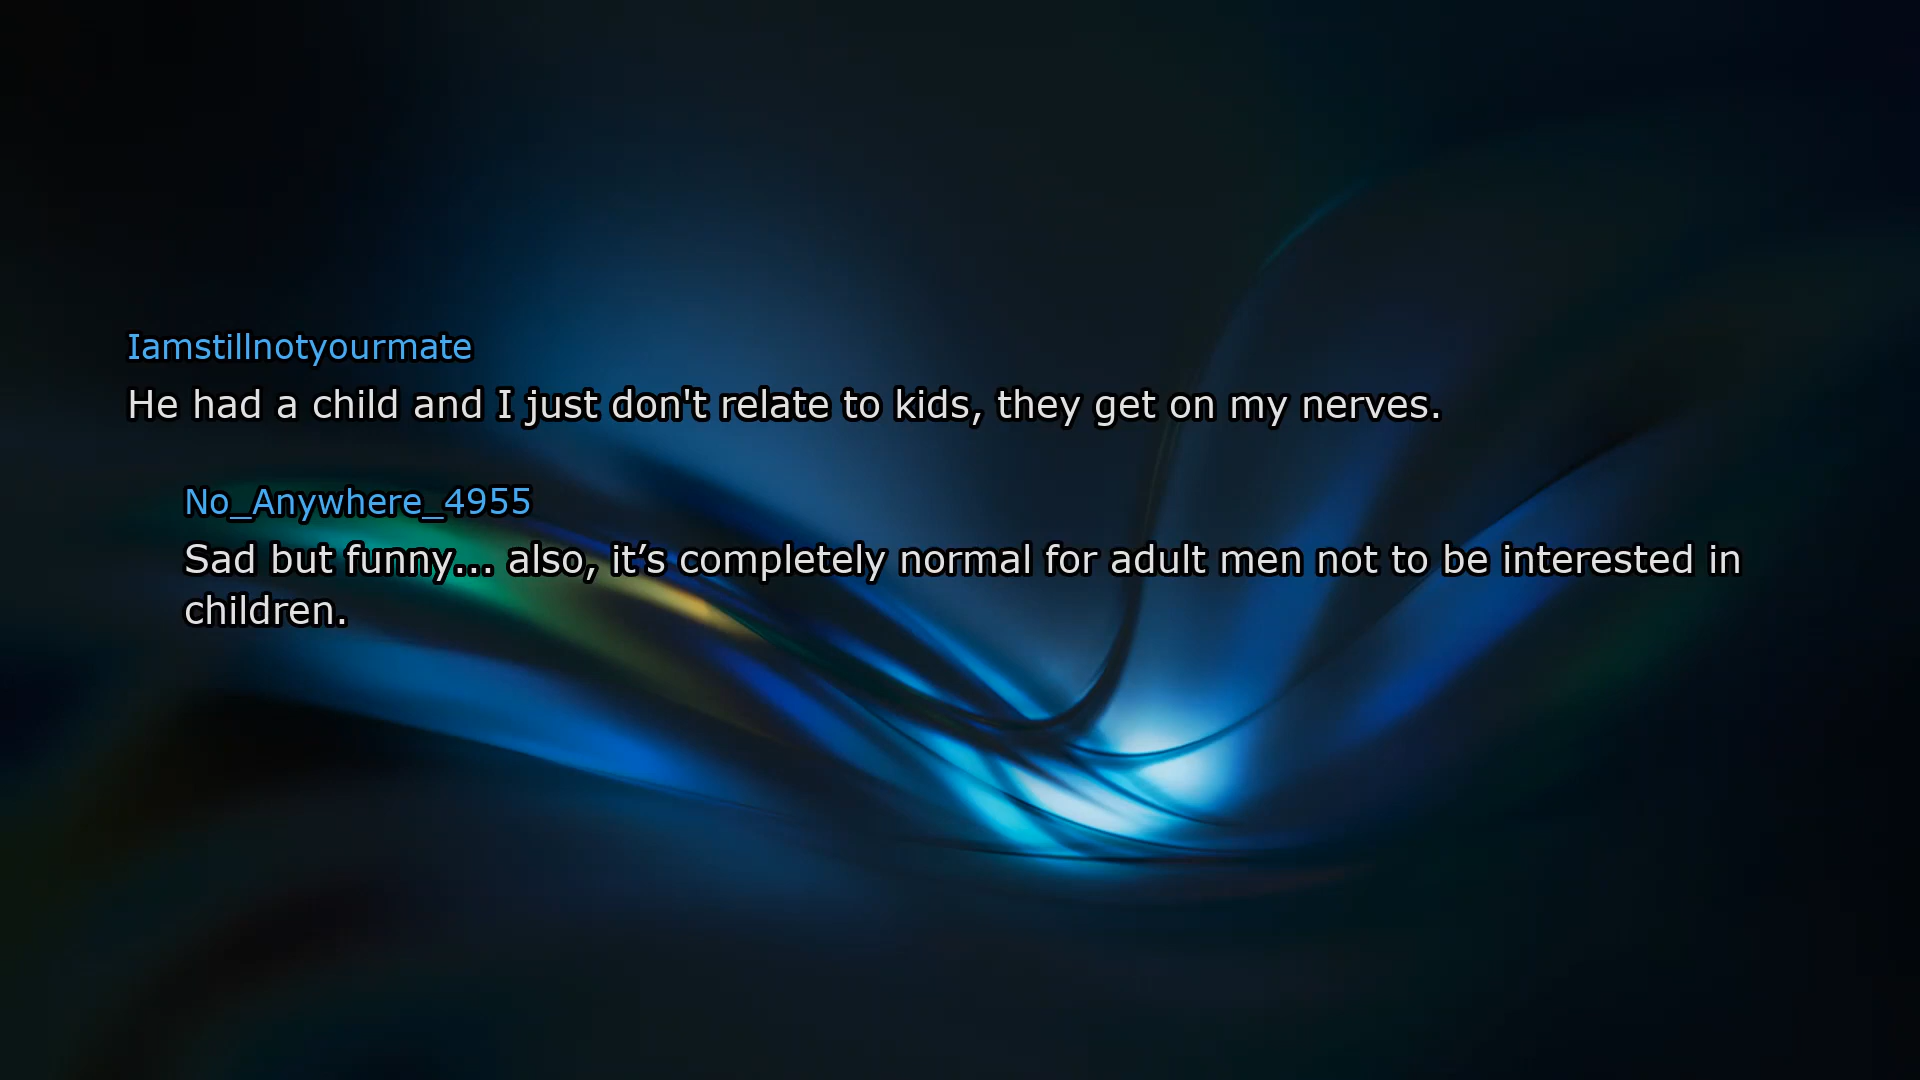 Iamstillnotyourmate
He had a child and I just don't relate to kids, they get on my nerves.
No_Anywhere_4955
Sad but funny... also, it’s completely normal for adult men not to be interested in
children.